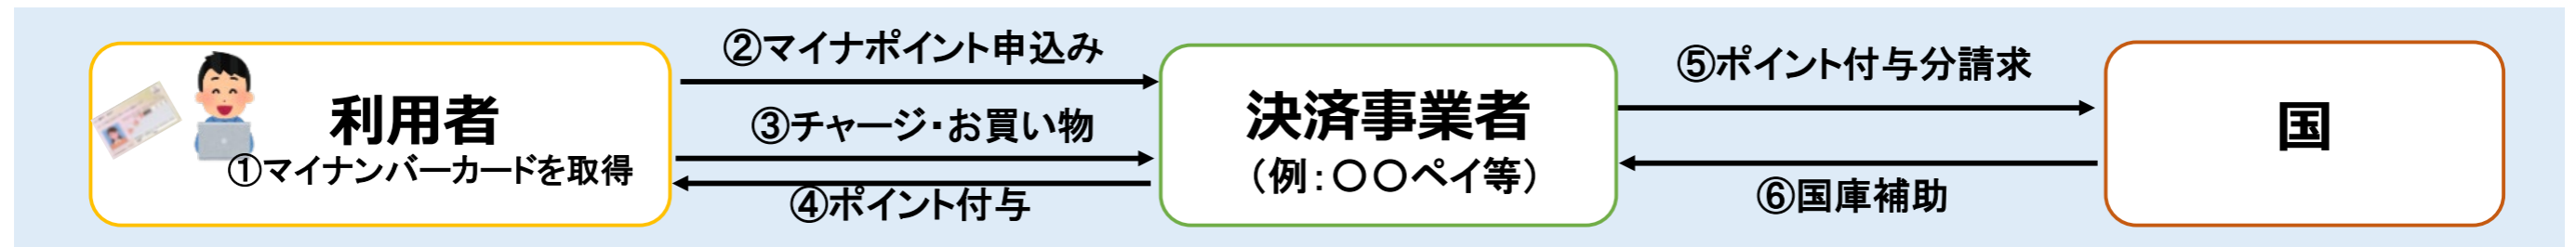 利用者
①マイナンバーカードを取得
②マイナポイント申込み
③チャージ・お買い物
④ポイント付与
決済事業者
（例：〇〇ペイ等）
⑤ポイント付与分請求
⑥国庫補助
国